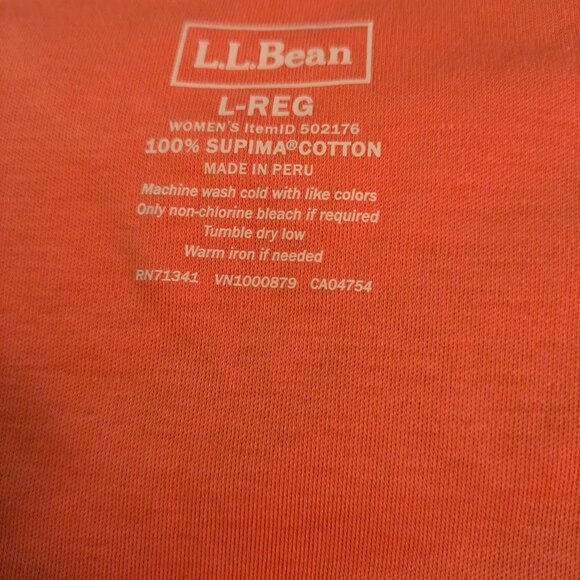 L.L.Bean
L-REG
WOMEN'S ItemID 502176
100% SUPIMA®COTTON
MADE IN PERU
Machine wash cold with like colors
Only non-chlorine bleach if required
Tumble dry low
Warm iron if needed
RN71341 VN1000879 CA04754